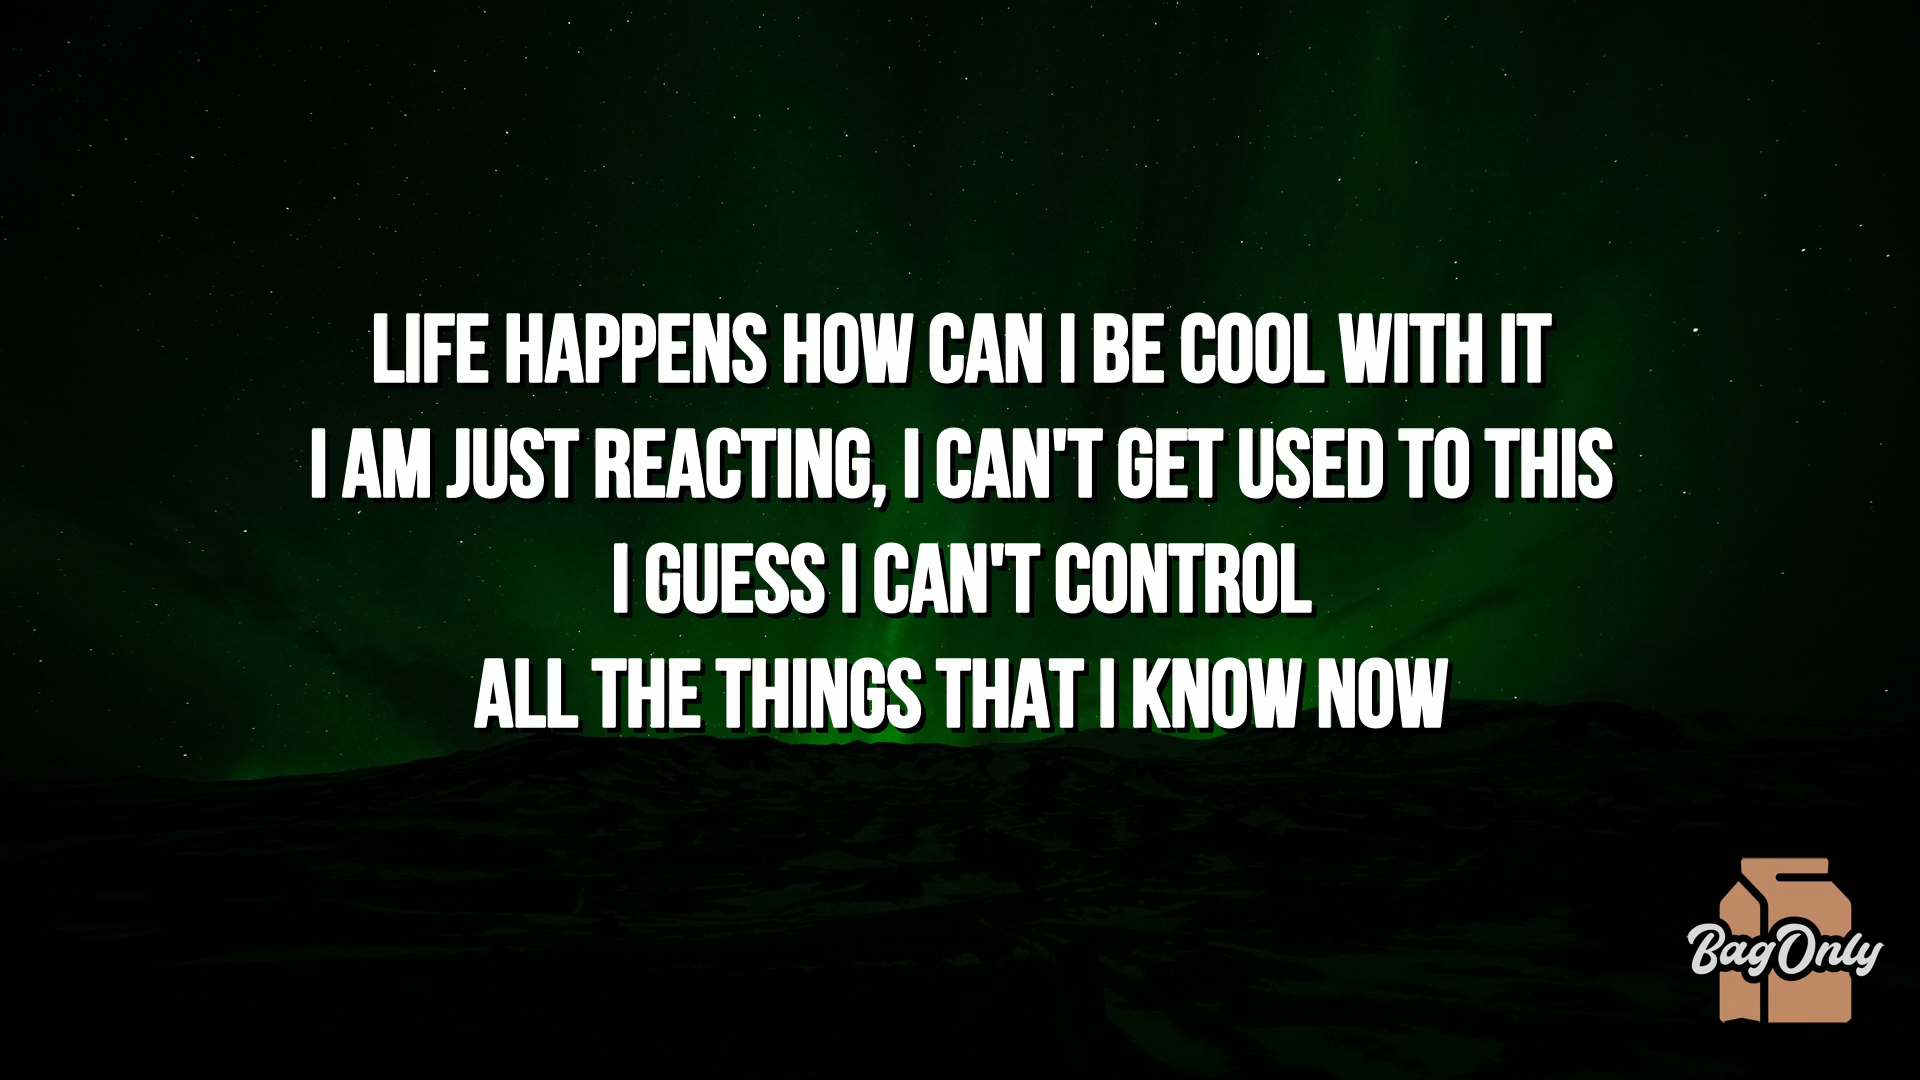 LIFE HAPPENS HOW CAN I BE COOL WITH IT
I AM JUST REACTING, I CAN'T GET USED TO THIS
I GUESS I CAN'T CONTROL
ALL THE THINGS THAT I KNOW NOW
BagOnly